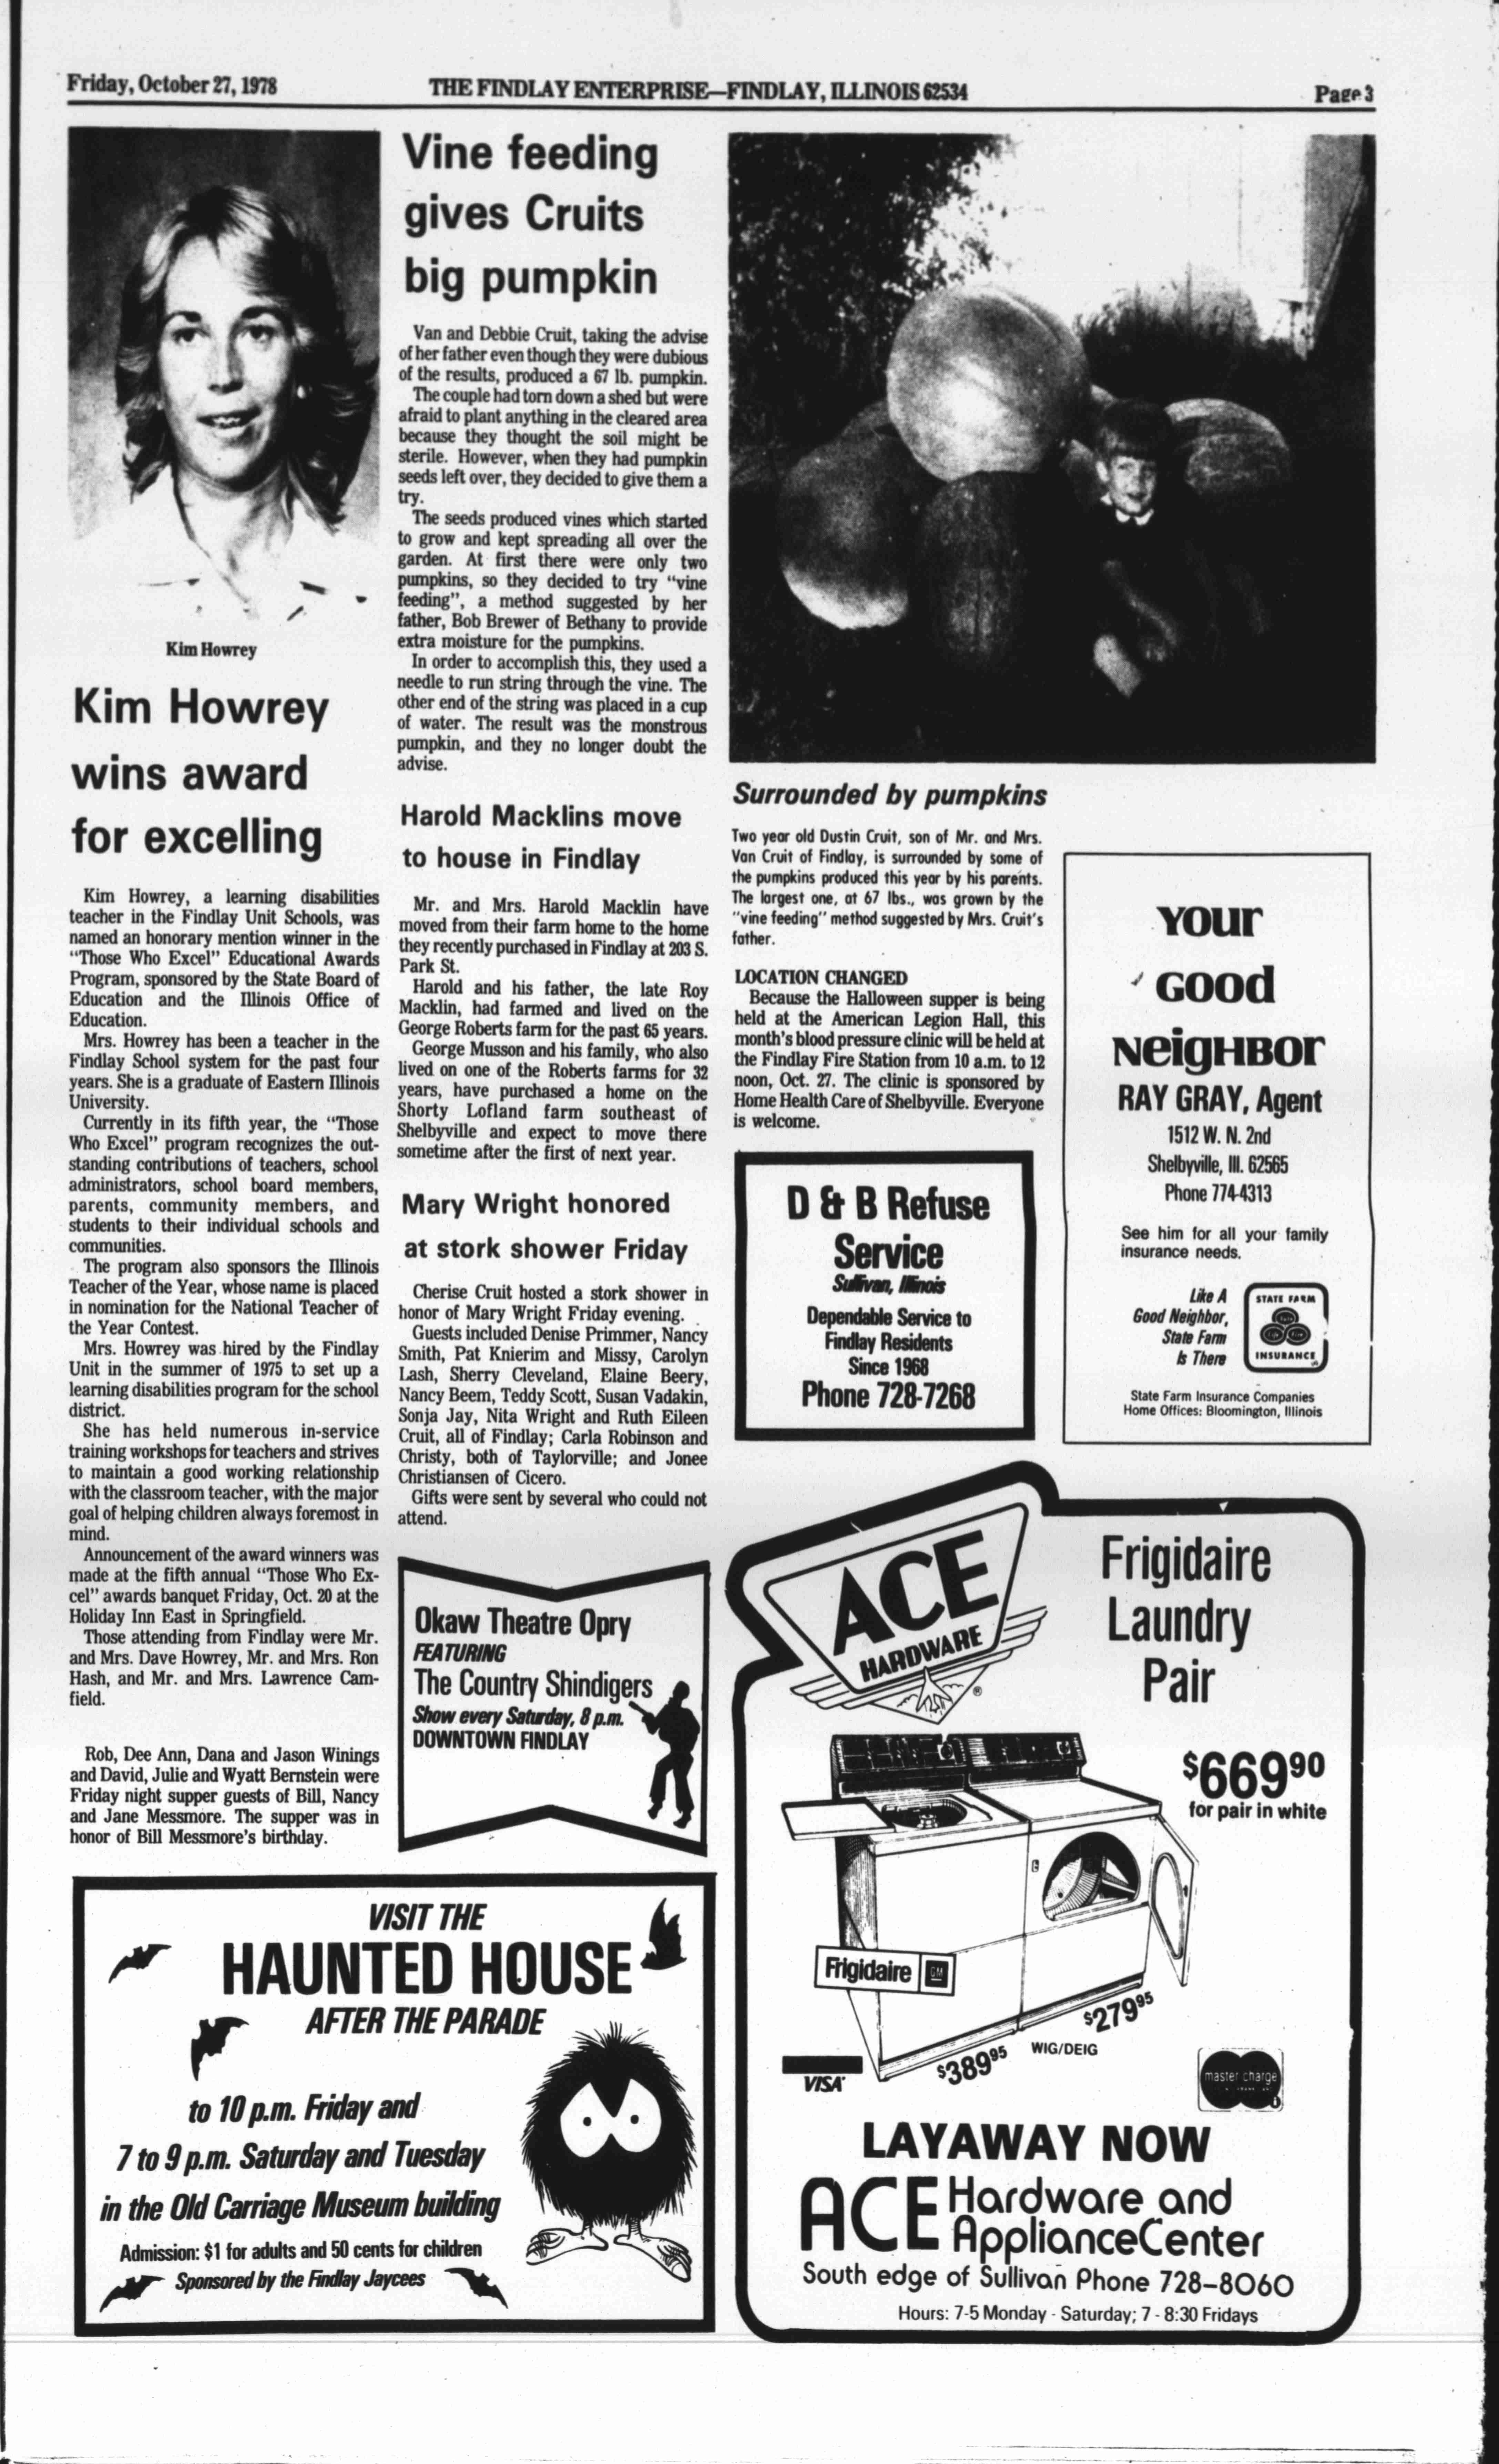 Friday, October 27, 1978
THE FINDLAY ENTERPRISE—FINDLAY, ILLINOIS 62534
Page 3
Kim Howrey
Kim Howrey
wins award
for excelling
Kim Howrey, a learning disabilities
teacher in the Findlay Unit Schools, was
named an honorary mention winner in the
"Those Who Excel" Educational Awards
Program, sponsored by the State Board of
Education and the Illinois Office of
Education.
Mrs. Howrey has been a teacher in the
Findlay School system for the past four
years. She is a graduate of Eastern Illinois
University.
Currently in its fifth year, the "Those
Who Excel" program recognizes the out-
standing contributions of teachers, school
administrators, school board members,
parents, community members, and
students to their individual schools and
communities.
The program also sponsors the Illinois
Teacher of the Year, whose name is placed
in nomination for the National Teacher of
the Year Contest.
Mrs. Howrey was hired by the Findlay
Unit in the summer of 1975 to set up a
learning disabilities program for the school
district.
She has held numerous in-service
training workshops for teachers and strives
to maintain a good working relationship
with the classroom teacher, with the major
goal of helping children always foremost in
mind.
Announcement of the award winners was
made at the fifth annual "Those Who Ex-
cel" awards banquet Friday, Oct. 20 at the
Holiday Inn East in Springfield.
Those attending from Findlay were Mr.
and Mrs. Dave Howrey, Mr. and Mrs. Ron
Hash, and Mr. and Mrs. Lawrence Cam-
field.
Rob, Dee Ann, Dana and Jason Winings
and David, Julie and Wyatt Bernstein were
Friday night supper guests of Bill, Nancy
and Jane Messmore. The supper was in
honor of Bill Messmore's birthday.
Vine feeding
gives Cruits
big pumpkin
Van and Debbie Cruit, taking the advise
of her father even though they were dubious
of the results, produced a 67 lb. pumpkin.
The couple had torn down a shed but were
afraid to plant anything in the cleared area
because they thought the soil might be
sterile. However, when they had pumpkin
seeds left over, they decided to give them a
try.
The seeds produced vines which started
to grow and kept spreading all over the
garden. At first there were only two
pumpkins, so they decided to try "vine
feeding", a method suggested by her
father, Bob Brewer of Bethany to provide
extra moisture for the pumpkins.
In order to accomplish this, they used a
needle to run string through the vine. The
other end of the string was placed in a cup
of water. The result was the monstrous
pumpkin, and they no longer doubt the
advise.
Harold Macklins move
to house in Findlay
Mr. and Mrs. Harold Macklin have
moved from their farm home to the home
they recently purchased in Findlay at 203 S.
Park St.
Harold and his father, the late Roy
Macklin, had farmed and lived on the
George Roberts farm for the past 65 years.
George Musson and his family, who also
lived on one of the Roberts farms for 32
years, have purchased a home on the
Shorty Lofland farm southeast of
Shelbyville and expect to move there
sometime after the first of next year.
Mary Wright honored
at stork shower Friday
Cherise Cruit hosted a stork shower in
honor of Mary Wright Friday evening.
Guests included Denise Primmer, Nancy
Smith, Pat Knierim and Missy, Carolyn
Lash, Sherry Cleveland, Elaine Beery,
Nancy Beem, Teddy Scott, Susan Vadakin,
Sonja Jay, Nita Wright and Ruth Eileen
Cruit, all of Findlay; Carla Robinson and
Christy, both of Taylorville; and Jonee
Christiansen of Cicero.
Gifts were sent by several who could not
attend.
Okaw Theatre Opry
FEATURING
The Country Shindigers
Show every Saturday, 8 p.m.
DOWNTOWN FINDLAY
VISIT THE
HAUNTED HOUSE
AFTER THE PARADE
to 10 p.m. Friday and
7 to 9 p.m. Saturday and Tuesday
in the Old Carriage Museum building
Admission: $1 for adults and 50 cents for children
Sponsored by the Findlay Jaycees
Surrounded by pumpkins
Two year old Dustin Cruit, son of Mr. and Mrs.
Van Cruit of Findlay, is surrounded by some of
the pumpkins produced this year by his parents.
The largest one, at 67 lbs., was grown by the
"vine feeding" method suggested by Mrs. Cruit's
father.
LOCATION CHANGED
Because the Halloween supper is being
held at the American Legion Hall, this
month's blood pressure clinic will be held at
the Findlay Fire Station from 10 a.m. to 12
noon, Oct. 27. The clinic is sponsored by
Home Health Care of Shelbyville. Everyone
is welcome.
D & B Refuse
Service
Sullivan, Illinois
Dependable Service to
Findlay Residents
Since 1968
Phone 728-7268
YOUR
GOOD
NEIGHBOR
RAY GRAY, Agent
1512 W. N. 2nd
Shelbyville, Ill. 62565
Phone 774-4313
See him for all your family
insurance needs.
Like A
Good Neighbor,
State Farm
Is There
STATE FARM
INSURANCE
State Farm Insurance Companies
Home Offices: Bloomington, Illinois
ACE
HARDWARE
®
Frigidaire
Laundry
Pair
$669⁹⁰
for pair in white
Frigidaire
GM
$279⁹⁵
$389⁹⁵
WIG/DEIG
VISA
master charge
LAYAWAY NOW
ACE Hardware and
ApplianceCenter
South edge of Sullivan Phone 728-8060
Hours: 7-5 Monday - Saturday; 7 - 8:30 Fridays